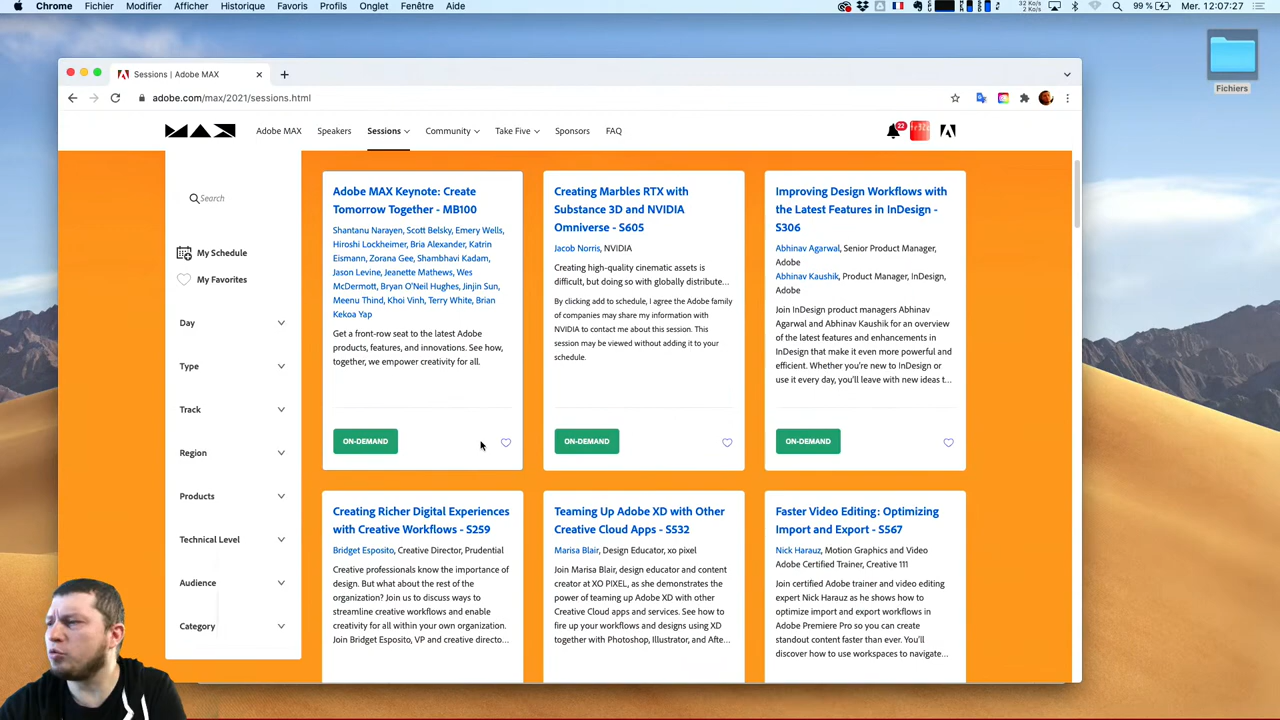 Chrome Fichier Modifier Afficher Historique Favoris Profils Onglet Fenêtre Aide 99 % Mer. 12:07:27
Fichiers
Sessions | Adobe MAX
adobe.com/max/2021/sessions.html
MAX Adobe MAX Speakers Sessions Community Take Five Sponsors FAQ 22
Search
My Schedule
My Favorites
Day
Type
Track
Region
Products
Technical Level
Audience
Category
Adobe MAX Keynote: Create
Tomorrow Together - MB100
Shantanu Narayen, Scott Belsky, Emery Wells,
Hiroshi Lockheimer, Bria Alexander, Katrin
Eismann, Zorana Gee, Shambhavi Kadam,
Jason Levine, Jeanette Mathews, Wes
McDermott, Bryan O'Neil Hughes, Jinjin Sun,
Meenu Thind, Khoi Vinh, Terry White, Brian
Kekoa Yap
Get a front-row seat to the latest Adobe
products, features, and innovations. See how,
together, we empower creativity for all.
ON-DEMAND
Creating Marbles RTX with
Substance 3D and NVIDIA
Omniverse - S605
Jacob Norris, NVIDIA
Creating high-quality cinematic assets is
difficult, but doing so with globally distribute...
By clicking add to schedule, I agree the Adobe family
of companies may share my information with
NVIDIA to contact me about this session. This
session may be viewed without adding it to your
schedule.
ON-DEMAND
Improving Design Workflows with
the Latest Features in InDesign -
S306
Abhinav Agarwal, Senior Product Manager,
Adobe
Abhinav Kaushik, Product Manager, InDesign,
Adobe
Join InDesign product managers Abhinav
Agarwal and Abhinav Kaushik for an overview
of the latest features and enhancements in
InDesign that make it even more powerful and
efficient. Whether you're new to InDesign or
use it every day, you'll leave with new ideas t...
ON-DEMAND
Creating Richer Digital Experiences
with Creative Workflows - S259
Bridget Esposito, Creative Director, Prudential
Creative professionals know the importance of
design. But what about the rest of the
organization? Join us to discuss ways to
streamline creative workflows and enable
creativity for all within your own organization.
Join Bridget Esposito, VP and creative directo...
Teaming Up Adobe XD with Other
Creative Cloud Apps - S532
Marisa Blair, Design Educator, xo pixel
Join Marisa Blair, design educator and content
creator at XO PIXEL, as she demonstrates the
power of teaming up Adobe XD with other
Creative Cloud apps and services. See how to
fire up your workflows and designs using XD
together with Photoshop, Illustrator, and Afte...
Faster Video Editing: Optimizing
Import and Export - S567
Nick Harauz, Motion Graphics and Video
Adobe Certified Trainer, Creative 111
Join certified Adobe trainer and video editing
expert Nick Harauz as he shows how to
optimize import and export workflows in
Adobe Premiere Pro so you can create
standout content faster than ever. You'll
discover how to use workspaces to navigate...